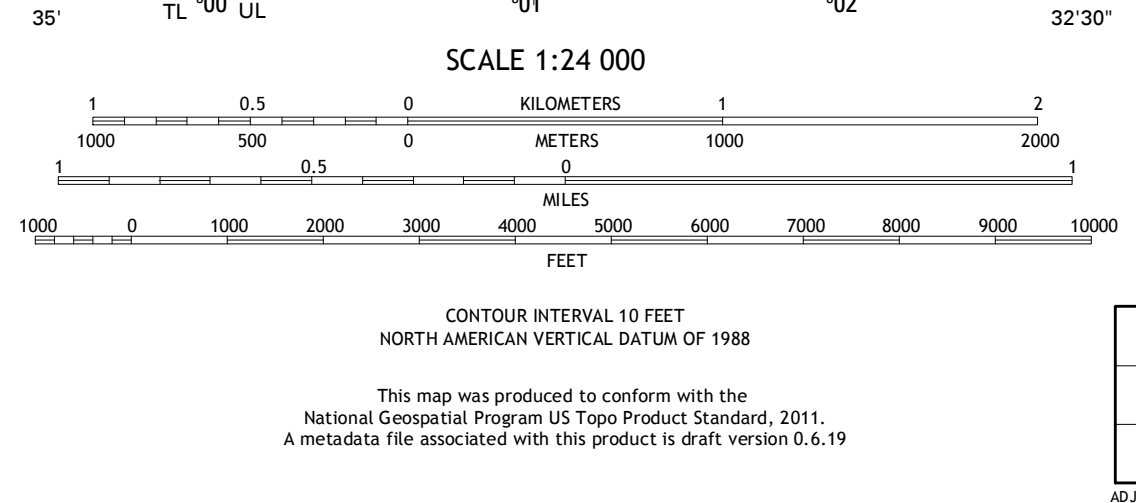 35' TL ⁶00 UL ⁶01 ⁶02 32'30"
SCALE 1:24 000
1 0.5 0 KILOMETERS 1 2
1000 500 0 METERS 1000 2000
1 0.5 0 1
MILES
1000 0 1000 2000 3000 4000 5000 6000 7000 8000 9000 10000
FEET
CONTOUR INTERVAL 10 FEET
NORTH AMERICAN VERTICAL DATUM OF 1988
This map was produced to conform with the
National Geospatial Program US Topo Product Standard, 2011.
A metadata file associated with this product is draft version 0.6.19